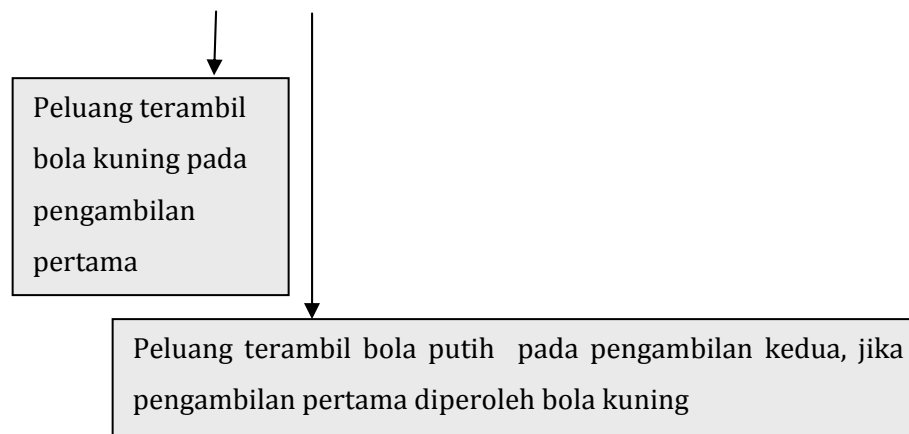 Peluang terambil
bola kuning pada
pengambilan
pertama
Peluang terambil bola putih pada pengambilan kedua, jika
pengambilan pertama diperoleh bola kuning